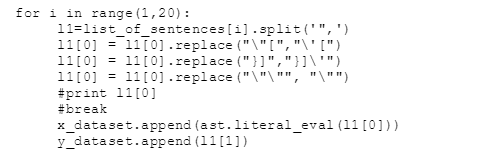 for i in range(1,20):
    l1=list_of_sentences[i].split('",')
    l1[0] = l1[0].replace("\"[","\'[")
    l1[0] = l1[0].replace("}]","}]\'")
    l1[0] = l1[0].replace("\"\"", "\"")
    #print l1[0]
    #break
    x_dataset.append(ast.literal_eval(l1[0]))
    y_dataset.append(l1[1])